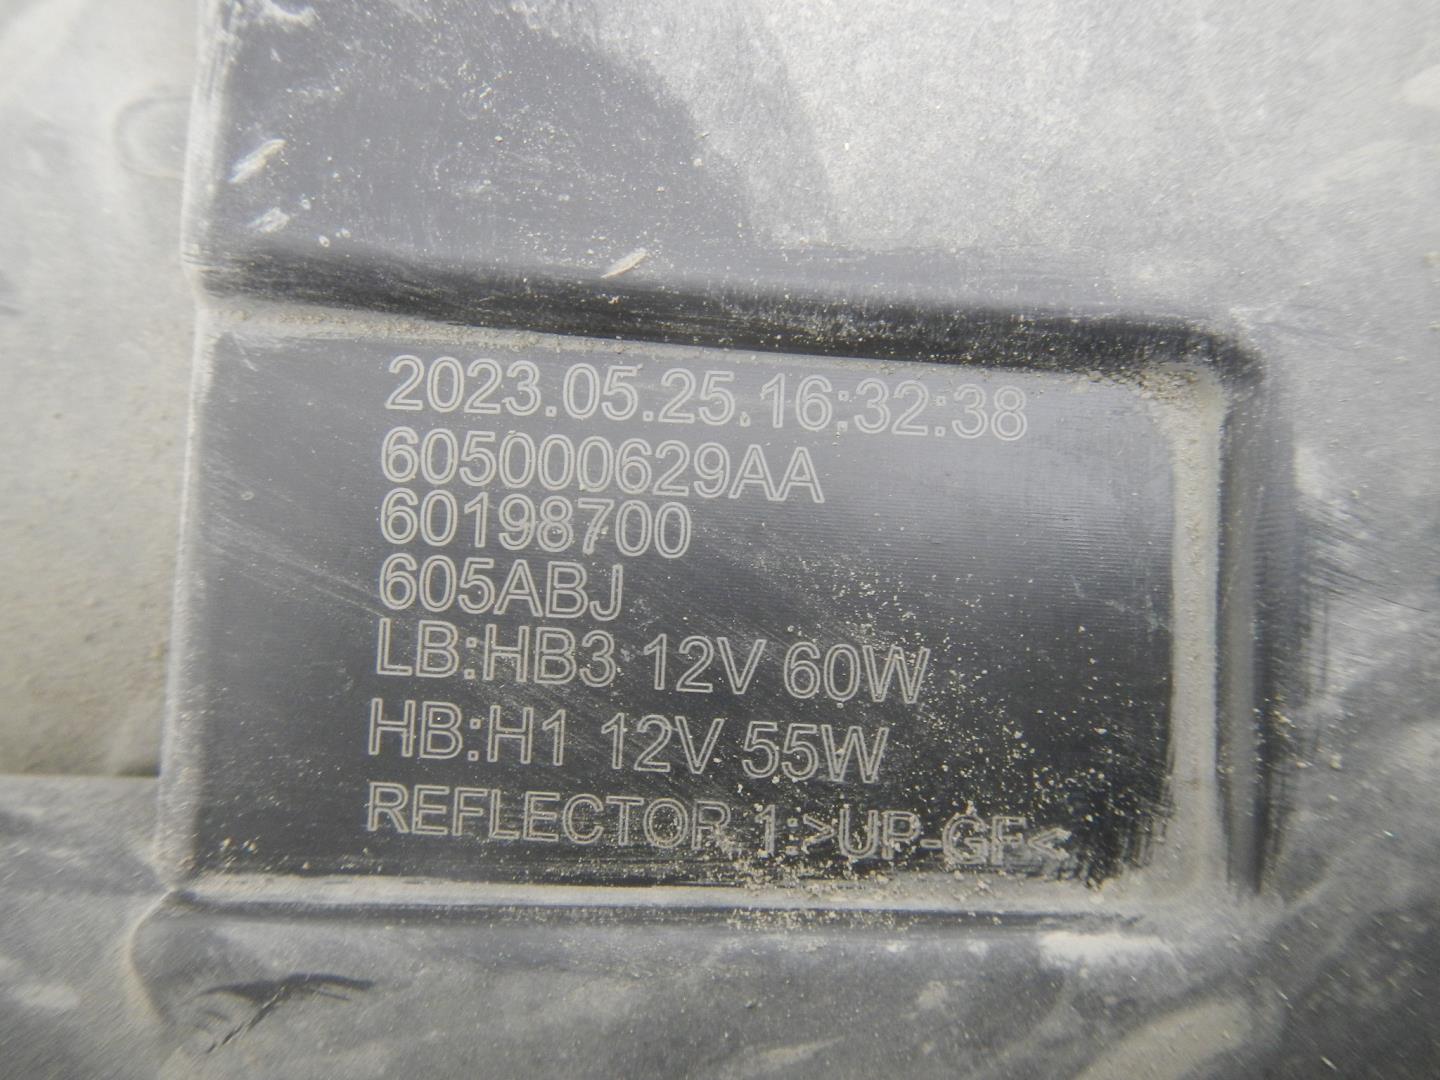 2023.05.25.16:32:38
605000629AA
60198700
605ABJ
LB:HB3 12V 60W
HB:H1 12V 55W
REFLECTOR 1:>UP-GF<